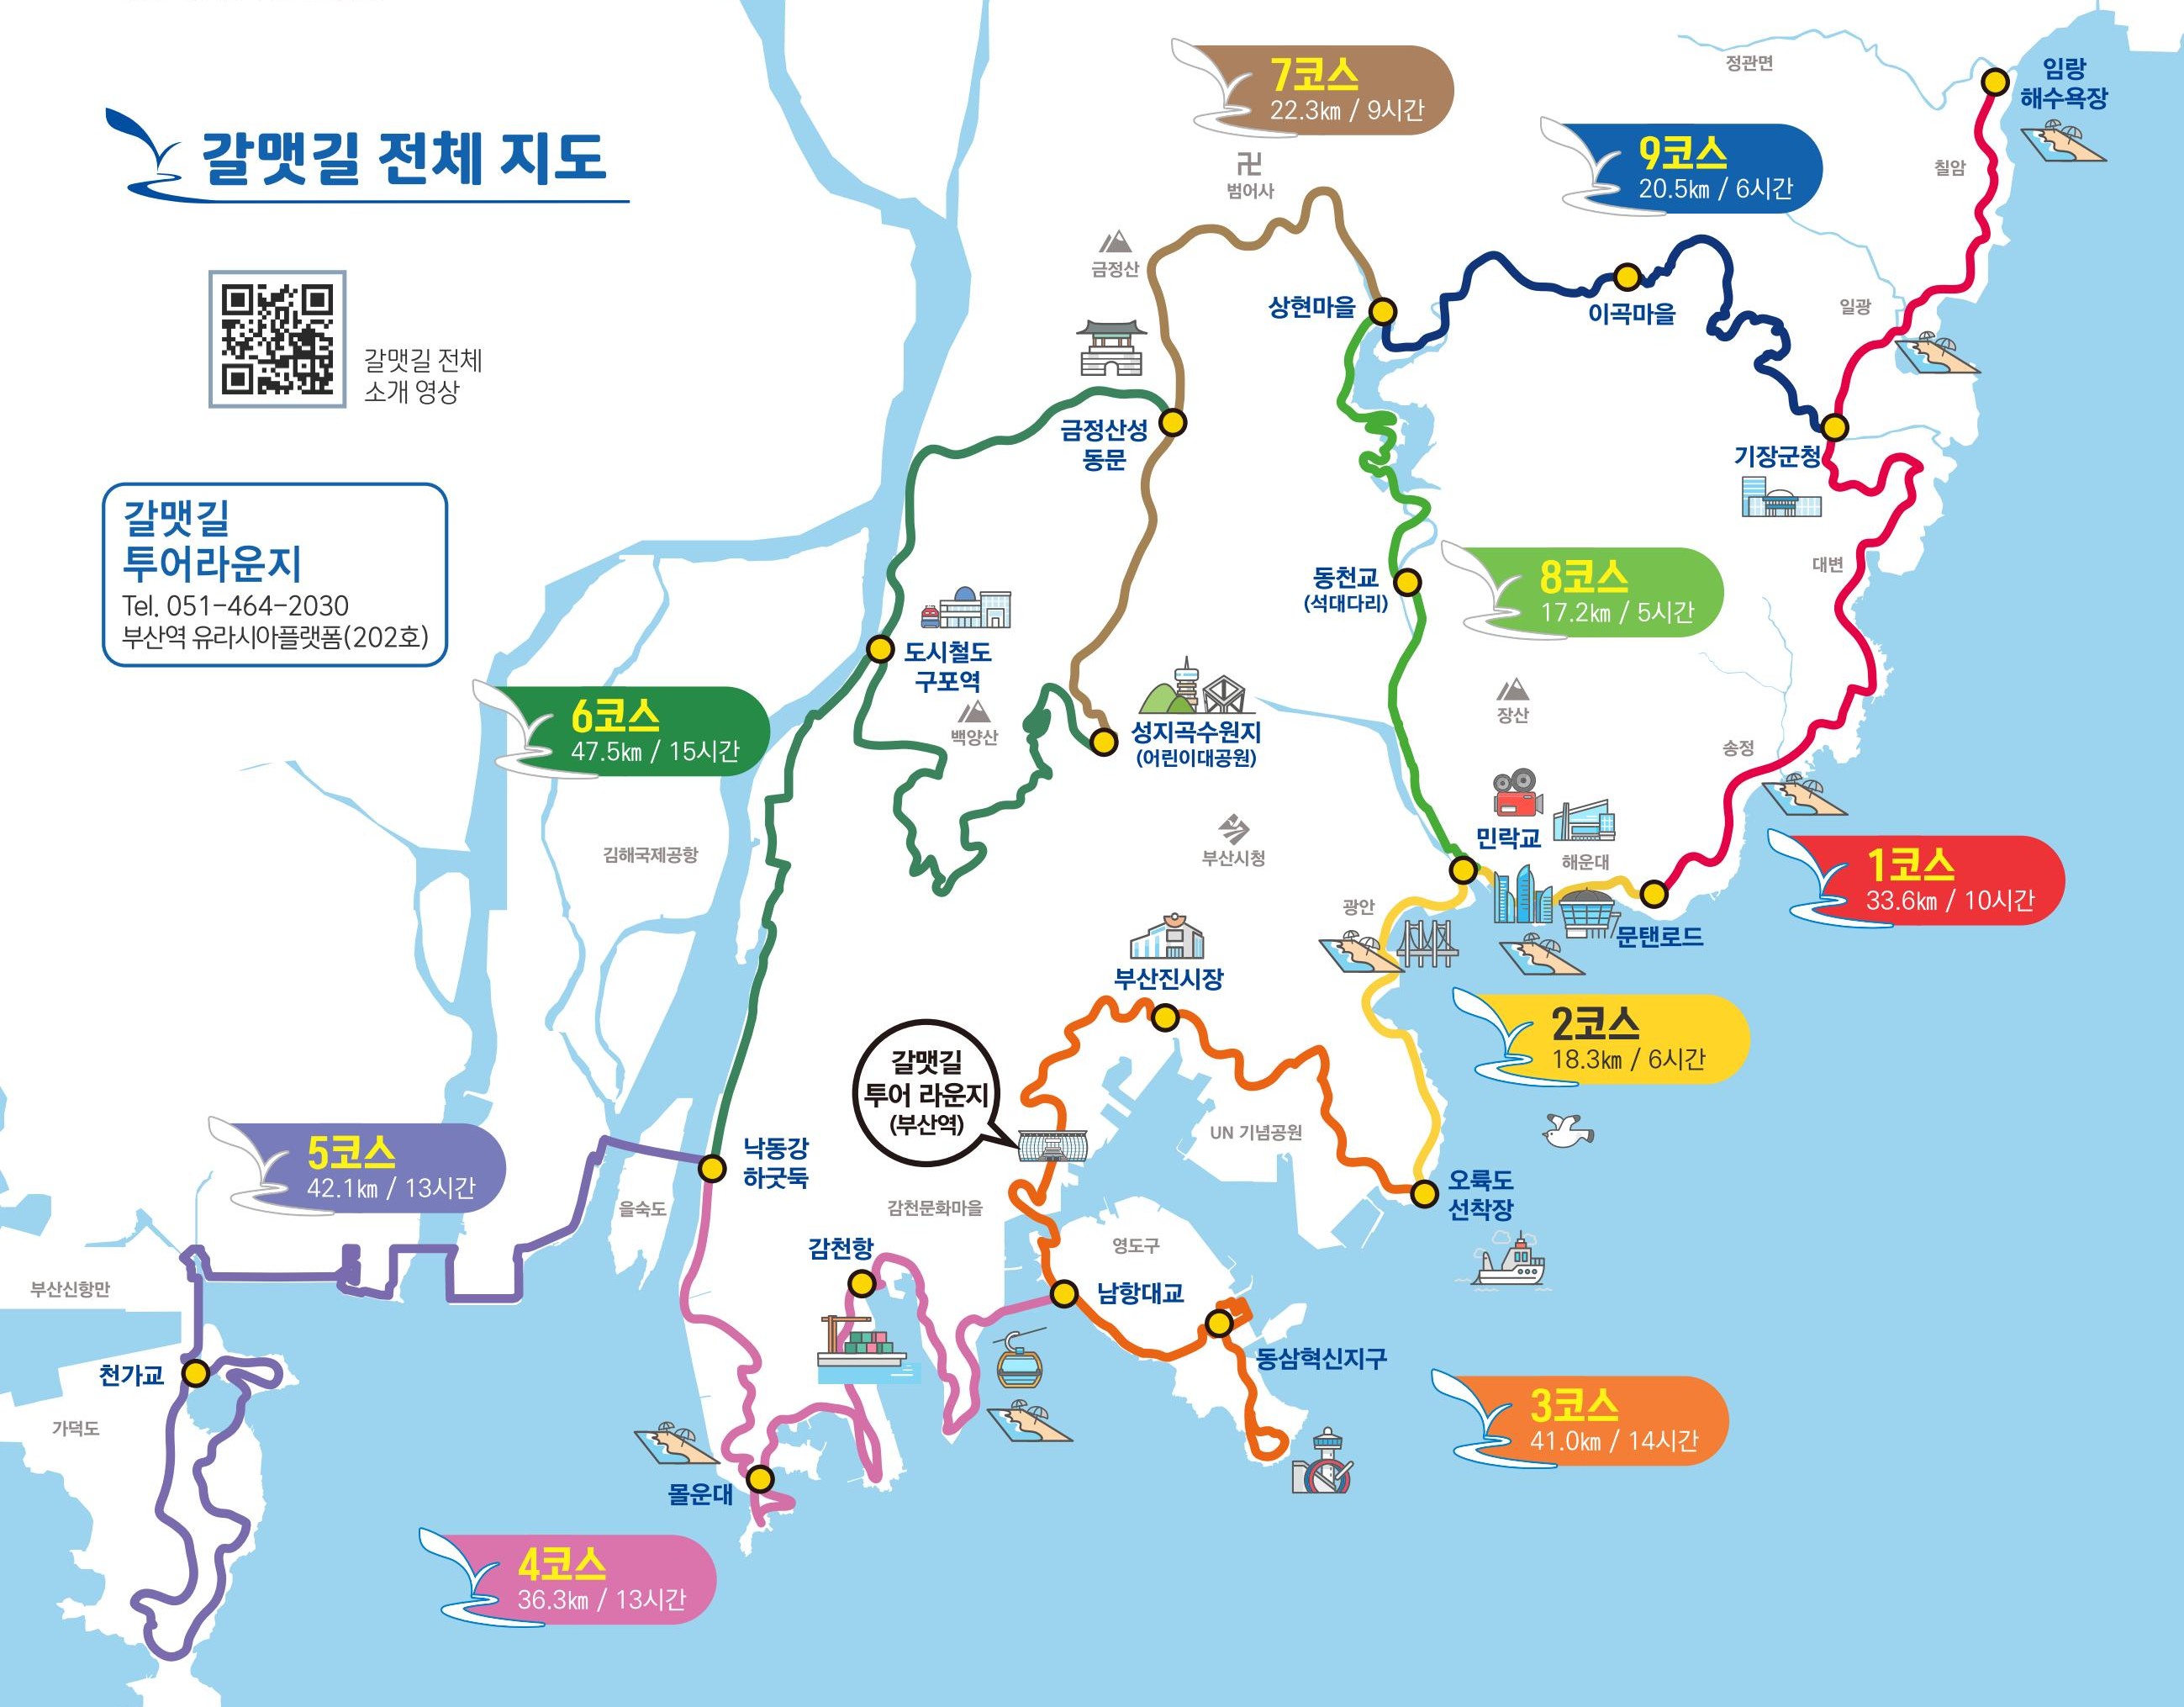 갈맷길 전체 지도
갈맷길 전체
소개 영상
갈맷길
투어라운지
Tel. 051-464-2030
부산역 유라시아플랫폼(202호)
7코스
22.3㎞ / 9시간
9코스
20.5㎞ / 6시간
정관면
임랑
해수욕장
칠암
범어사
금정산
상현마을
이곡마을
일광
금정산성
동문
기장군청
대변
동천교
(석대다리)
8코스
17.2㎞ / 5시간
도시철도
구포역
백양산
6코스
47.5㎞ / 15시간
성지곡수원지
(어린이대공원)
장산
송정
김해국제공항
부산시청
민락교
해운대
1코스
33.6㎞ / 10시간
광안
문탠로드
부산진시장
2코스
18.3㎞ / 6시간
갈맷길
투어 라운지
(부산역)
UN 기념공원
5코스
42.1㎞ / 13시간
낙동강
하굿둑
을숙도
감천문화마을
오륙도
선착장
감천항
영도구
부산신항만
남항대교
천가교
동삼혁신지구
가덕도
3코스
41.0㎞ / 14시간
몰운대
4코스
36.3㎞ / 13시간